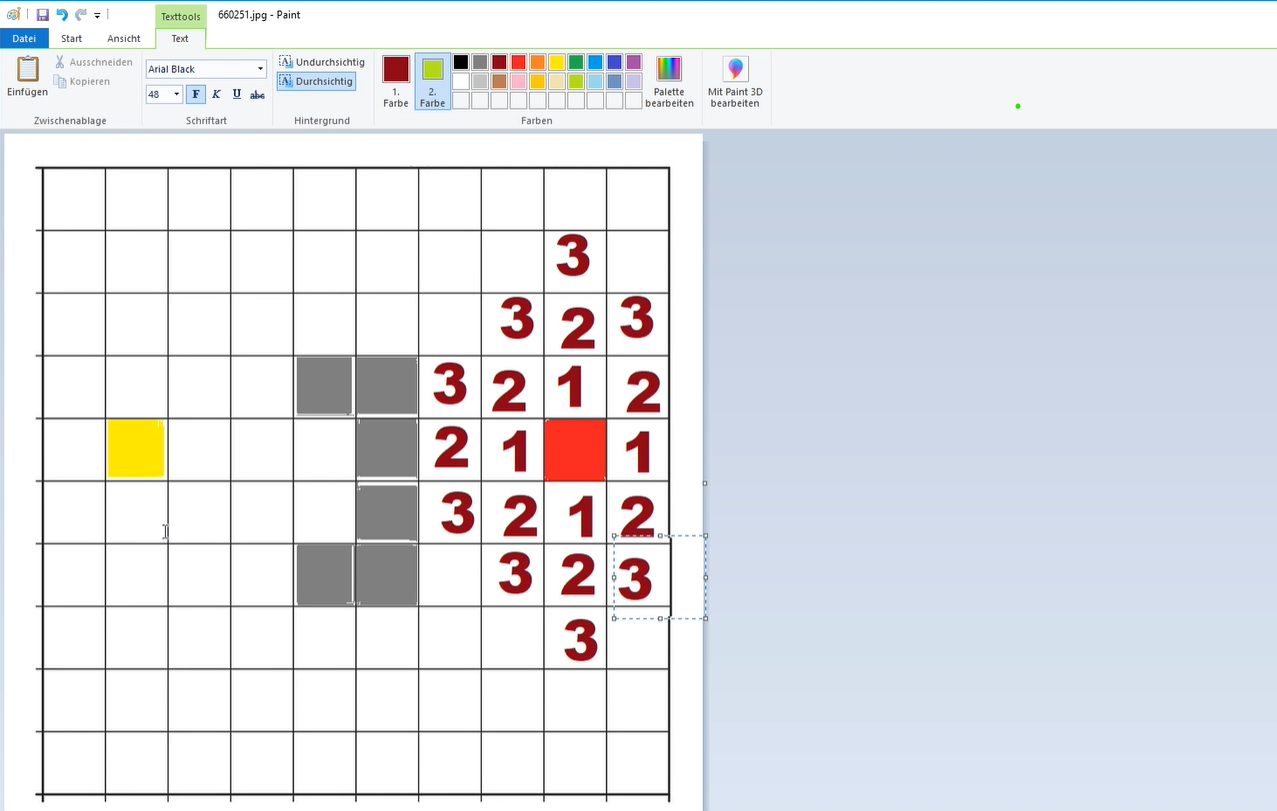 Texttools
660251.jpg - Paint
Datei
Start
Ansicht
Text
Einfügen
Ausschneiden
Kopieren
Zwischenablage
Arial Black
48
F K U abc
Schriftart
Undurchsichtig
Durchsichtig
Hintergrund
1.
Farbe
2.
Farbe
Palette
bearbeiten
Farben
Mit Paint 3D
bearbeiten
3
3 2 3
3 2 1 2
2 1 1
3 2 1 2
3 2 3
3